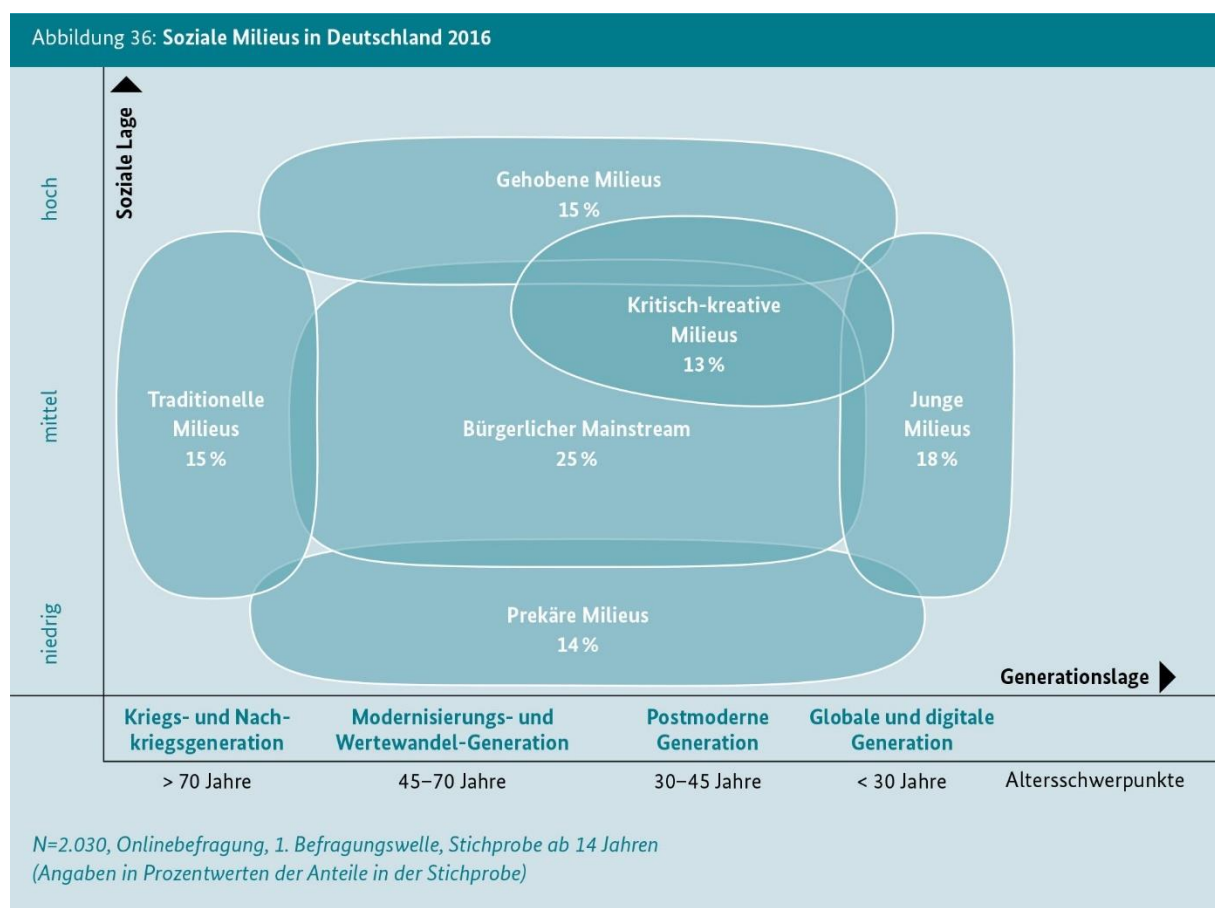 Abbildung 36: Soziale Milieus in Deutschland 2016
Soziale Lage
hoch
mittel
niedrig
Gehobene Milieus
15 %
Kritisch-kreative
Milieus
13 %
Traditionelle
Milieus
15 %
Bürgerlicher Mainstream
25 %
Junge
Milieus
18 %
Prekäre Milieus
14 %
Generationslage
Kriegs- und Nach-
kriegsgeneration
Modernisierungs- und
Wertewandel-Generation
Postmoderne
Generation
Globale und digitale
Generation
> 70 Jahre
45–70 Jahre
30–45 Jahre
< 30 Jahre
Altersschwerpunkte
N=2.030, Onlinebefragung, 1. Befragungswelle, Stichprobe ab 14 Jahren
(Angaben in Prozentwerten der Anteile in der Stichprobe)